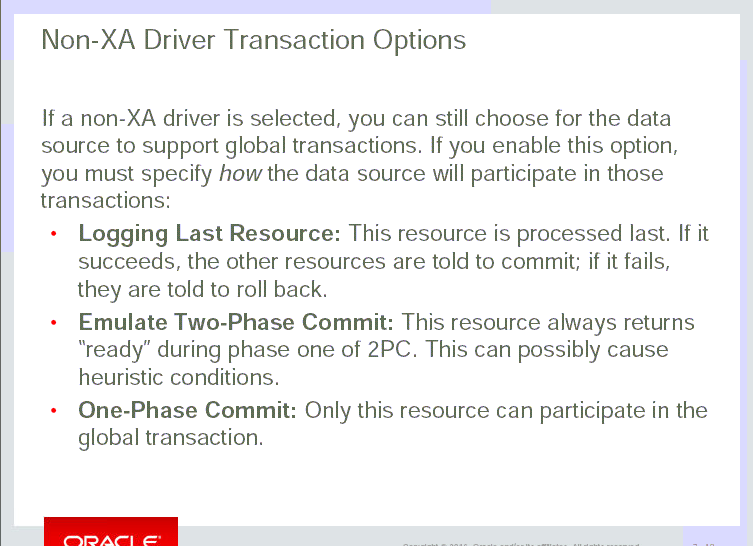 Non-XA Driver Transaction Options
If a non-XA driver is selected, you can still choose for the data
source to support global transactions. If you enable this option,
you must specify how the data source will participate in those
transactions:
• Logging Last Resource: This resource is processed last. If it
succeeds, the other resources are told to commit; if it fails,
they are told to roll back.
• Emulate Two-Phase Commit: This resource always returns
“ready” during phase one of 2PC. This can possibly cause
heuristic conditions.
• One-Phase Commit: Only this resource can participate in the
global transaction.
ORACLE